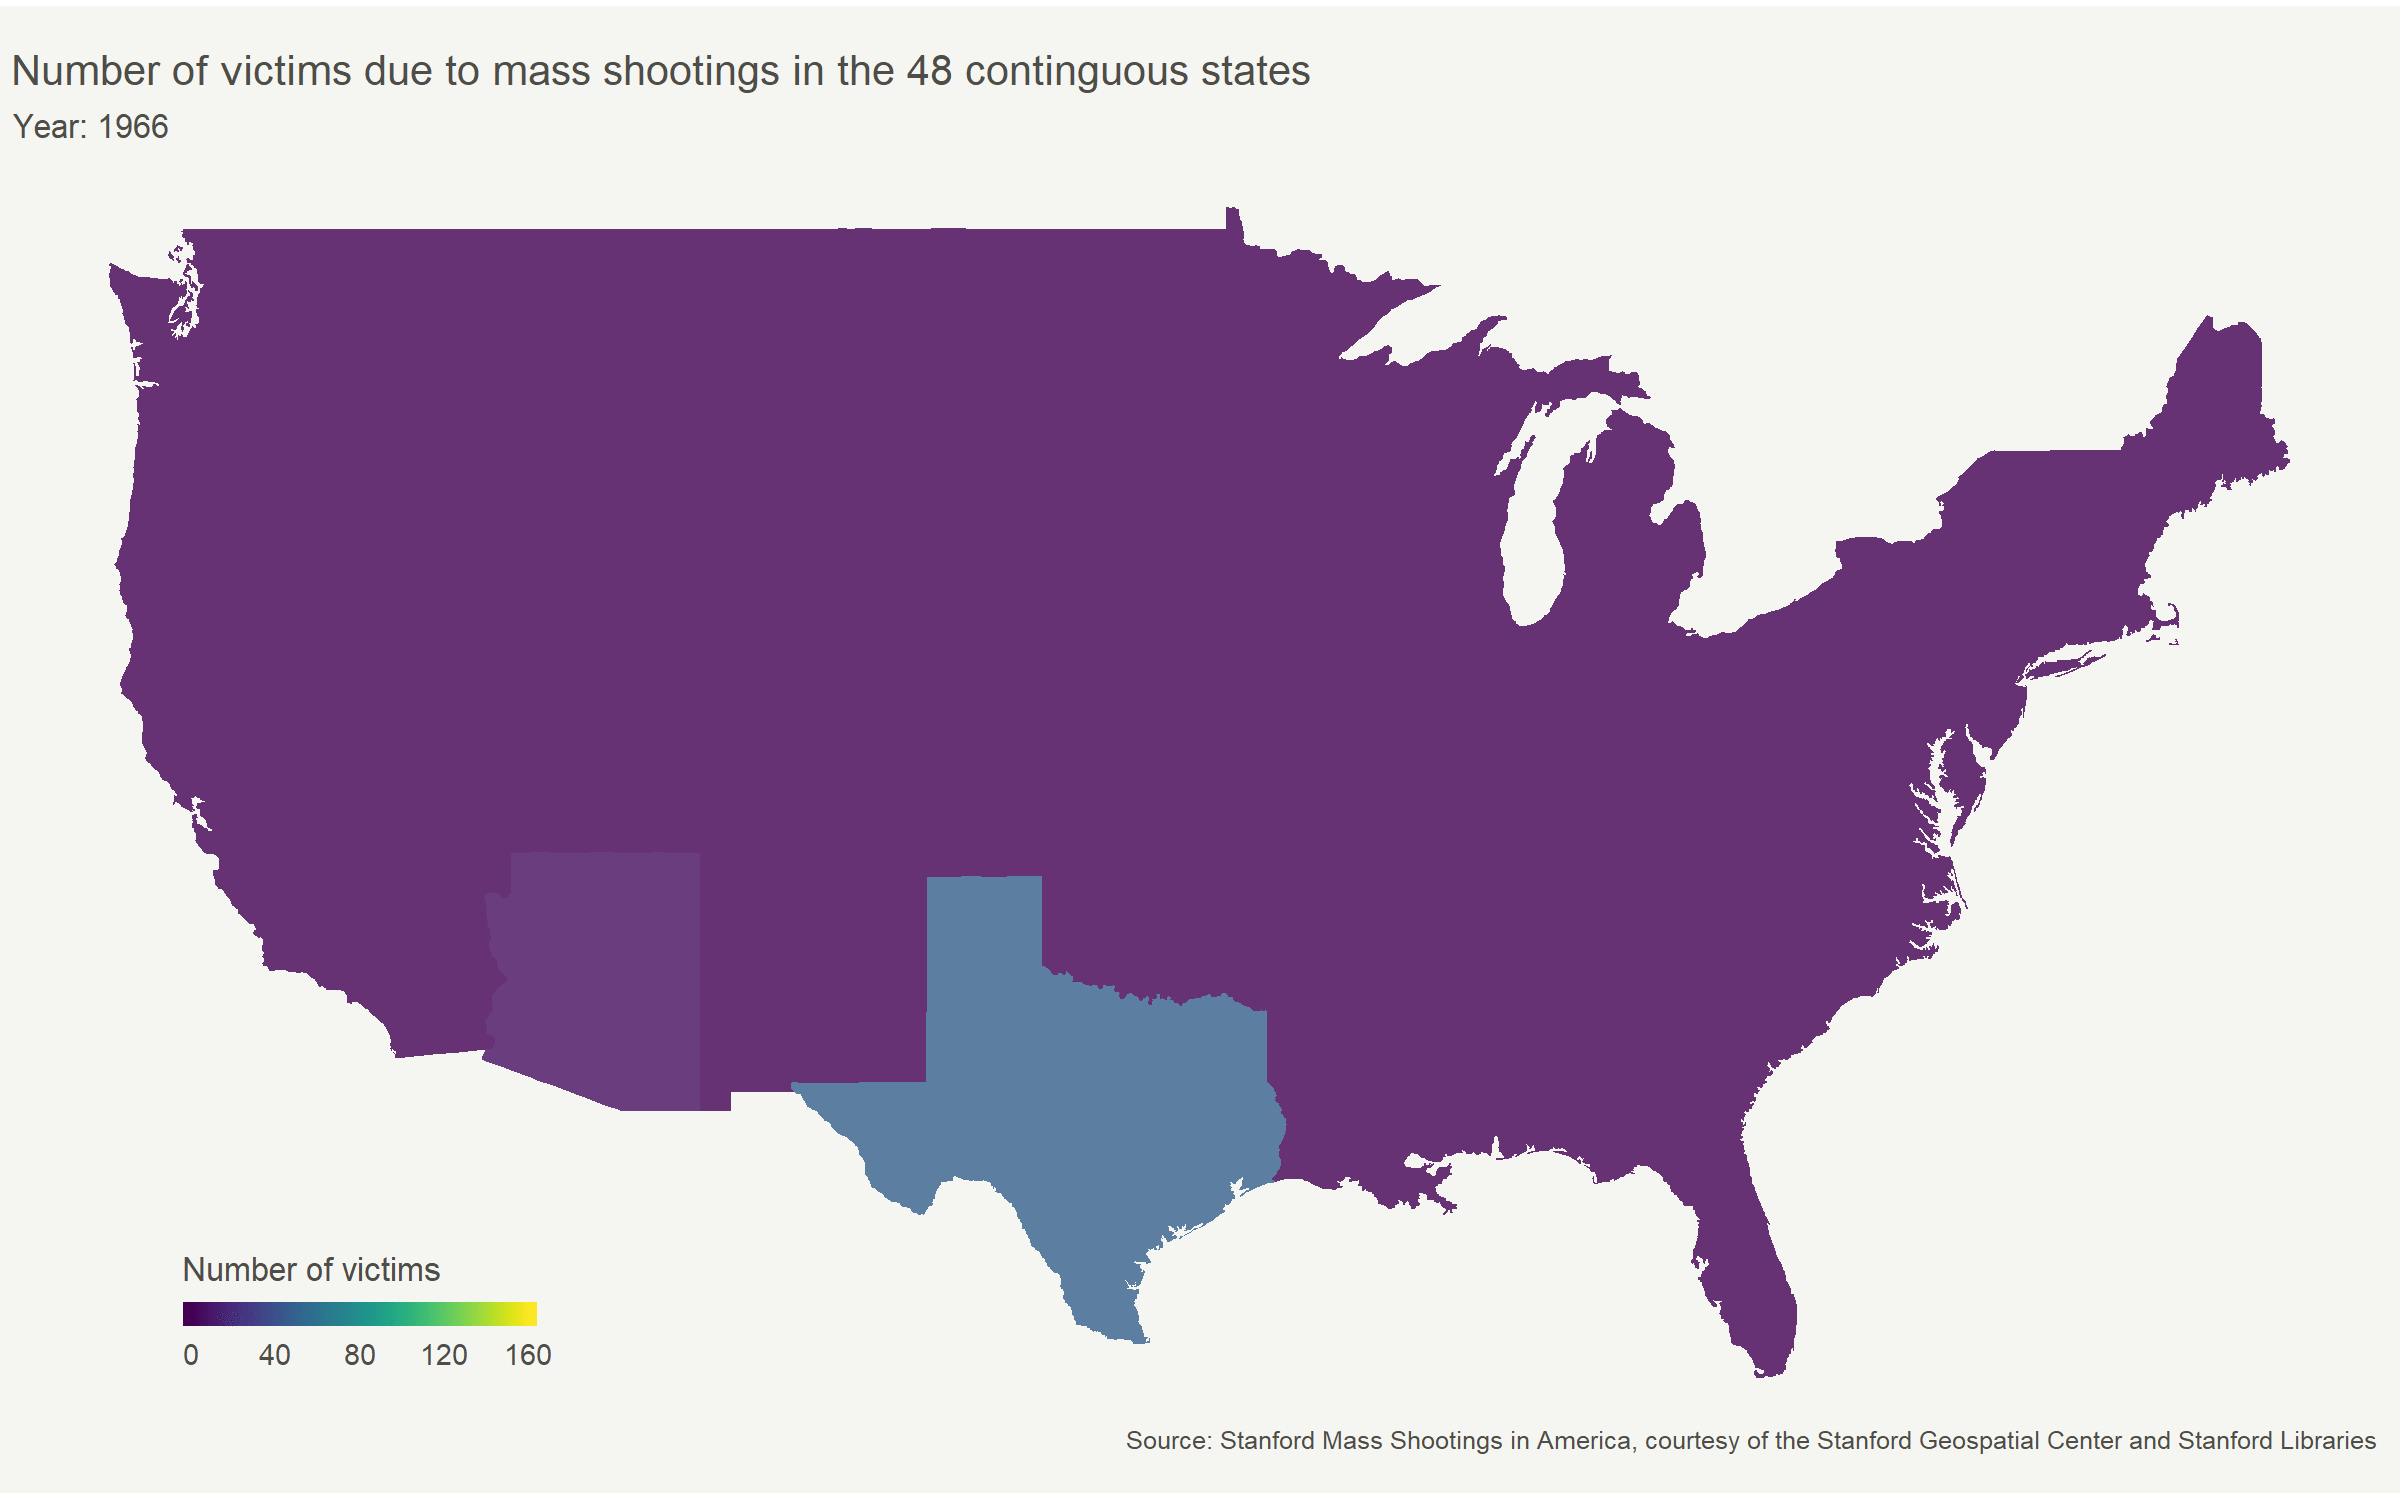 Number of victims due to mass shootings in the 48 continguous states
Year: 1966
Number of victims
0 40 80 120 160
Source: Stanford Mass Shootings in America, courtesy of the Stanford Geospatial Center and Stanford Libraries